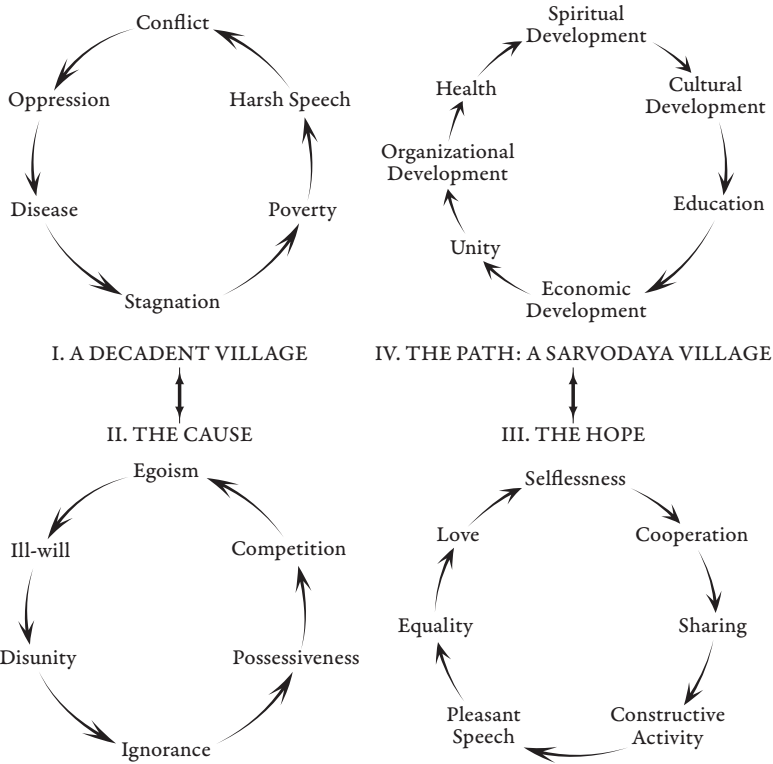 Conflict
Oppression
Harsh Speech
Disease
Poverty
Stagnation
I. A DECADENT VILLAGE
Spiritual
Development
Cultural
Development
Health
Organizational
Development
Education
Unity
Economic
Development
IV. THE PATH: A SARVODAYA VILLAGE
II. THE CAUSE
Egoism
Ill-will
Competition
Disunity
Possessiveness
Ignorance
III. THE HOPE
Selflessness
Love
Cooperation
Equality
Sharing
Pleasant
Speech
Constructive
Activity